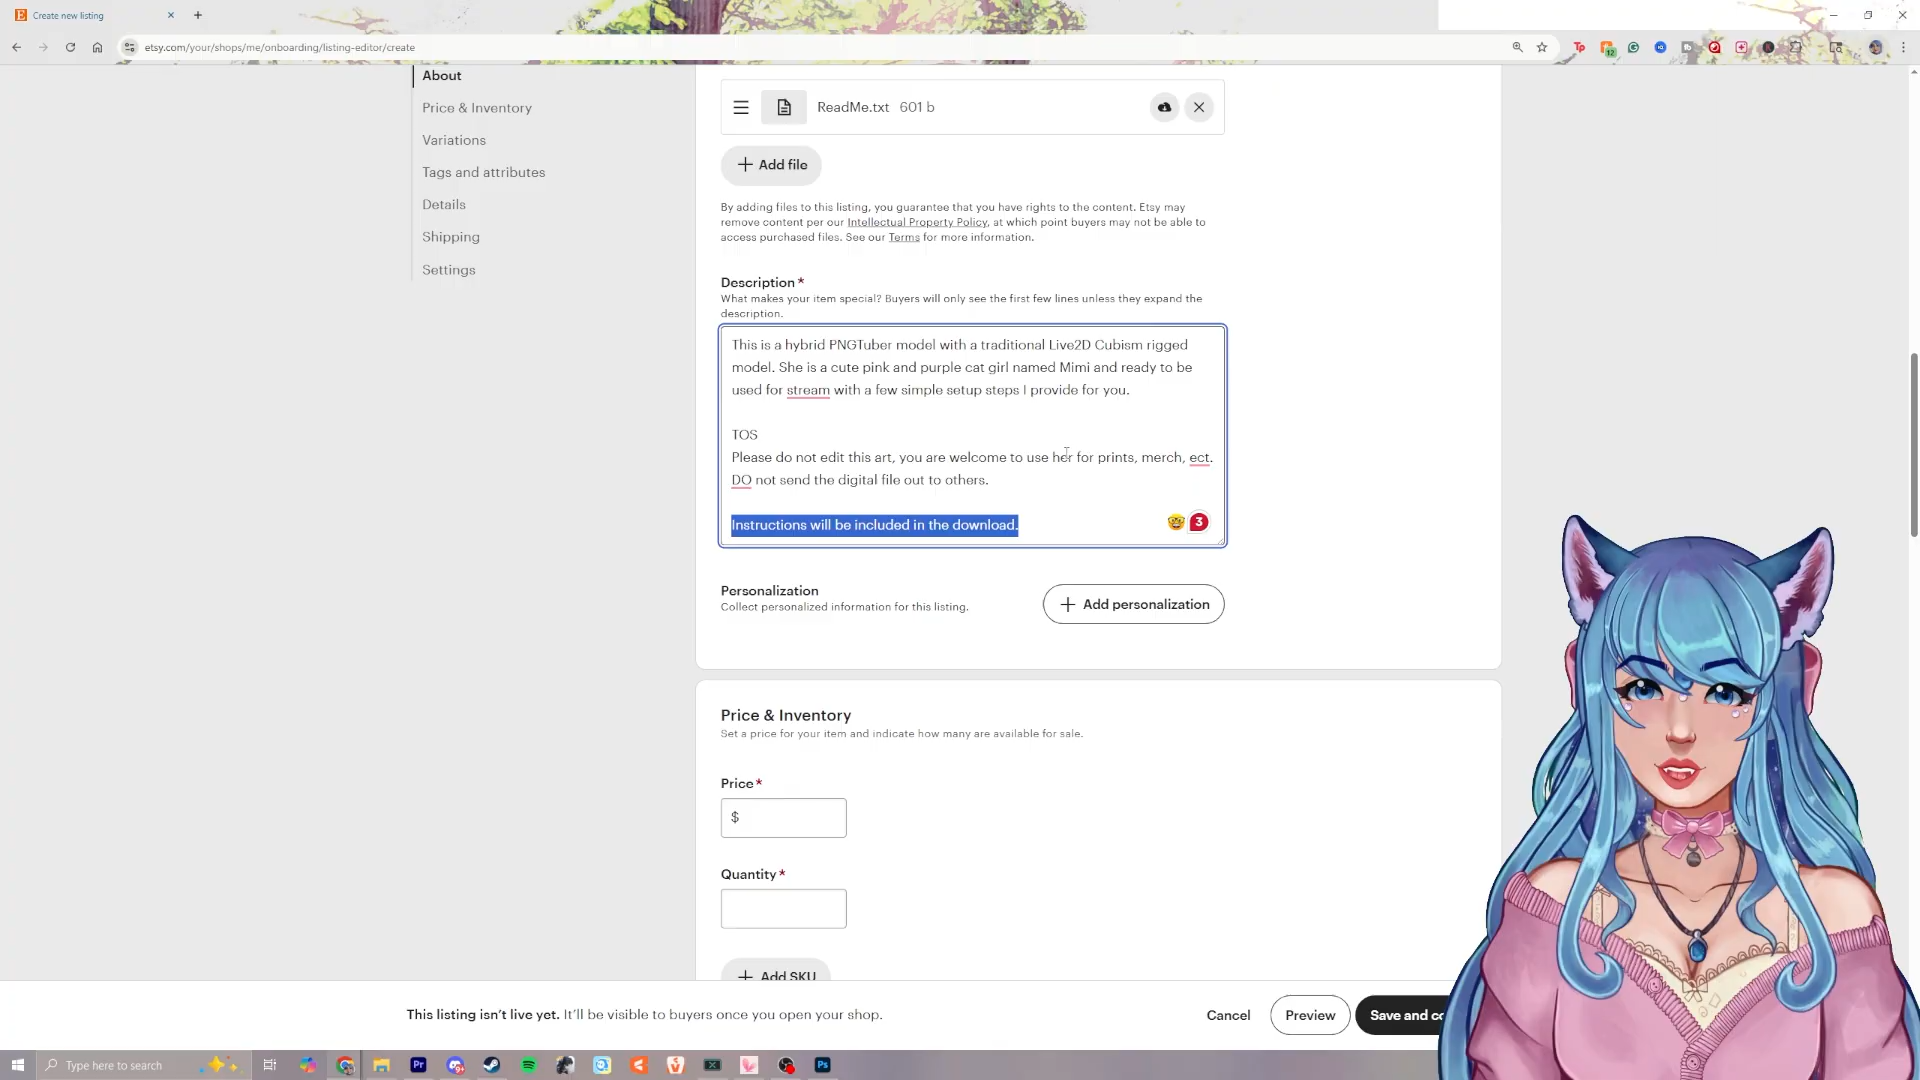 Create new listing
etsy.com/your/shops/me/onboarding/listing-editor/create
About
Price & Inventory
Variations
Tags and attributes
Details
Shipping
Settings
ReadMe.txt 601 b
Add file
By adding files to this listing, you guarantee that you have rights to the content. Etsy may
remove content per our Intellectual Property Policy, at which point buyers may not be able to
access purchased files. See our Terms for more information.
Description *
What makes your item special? Buyers will only see the first few lines unless they expand the
description.
This is a hybrid PNGTuber model with a traditional Live2D Cubism rigged
model. She is a cute pink and purple cat girl named Mimi and ready to be
used for stream with a few simple setup steps I provide for you.
TOS
Please do not edit this art, you are welcome to use her for prints, merch, ect.
DO not send the digital file out to others.
Instructions will be included in the download.
3
Personalization
Collect personalized information for this listing.
Add personalization
Price & Inventory
Set a price for your item and indicate how many are available for sale.
Price *
$
Quantity *
Add SKU
This listing isn't live yet. It'll be visible to buyers once you open your shop.
Cancel
Preview
Save and co
Type here to search
Pr
Ps